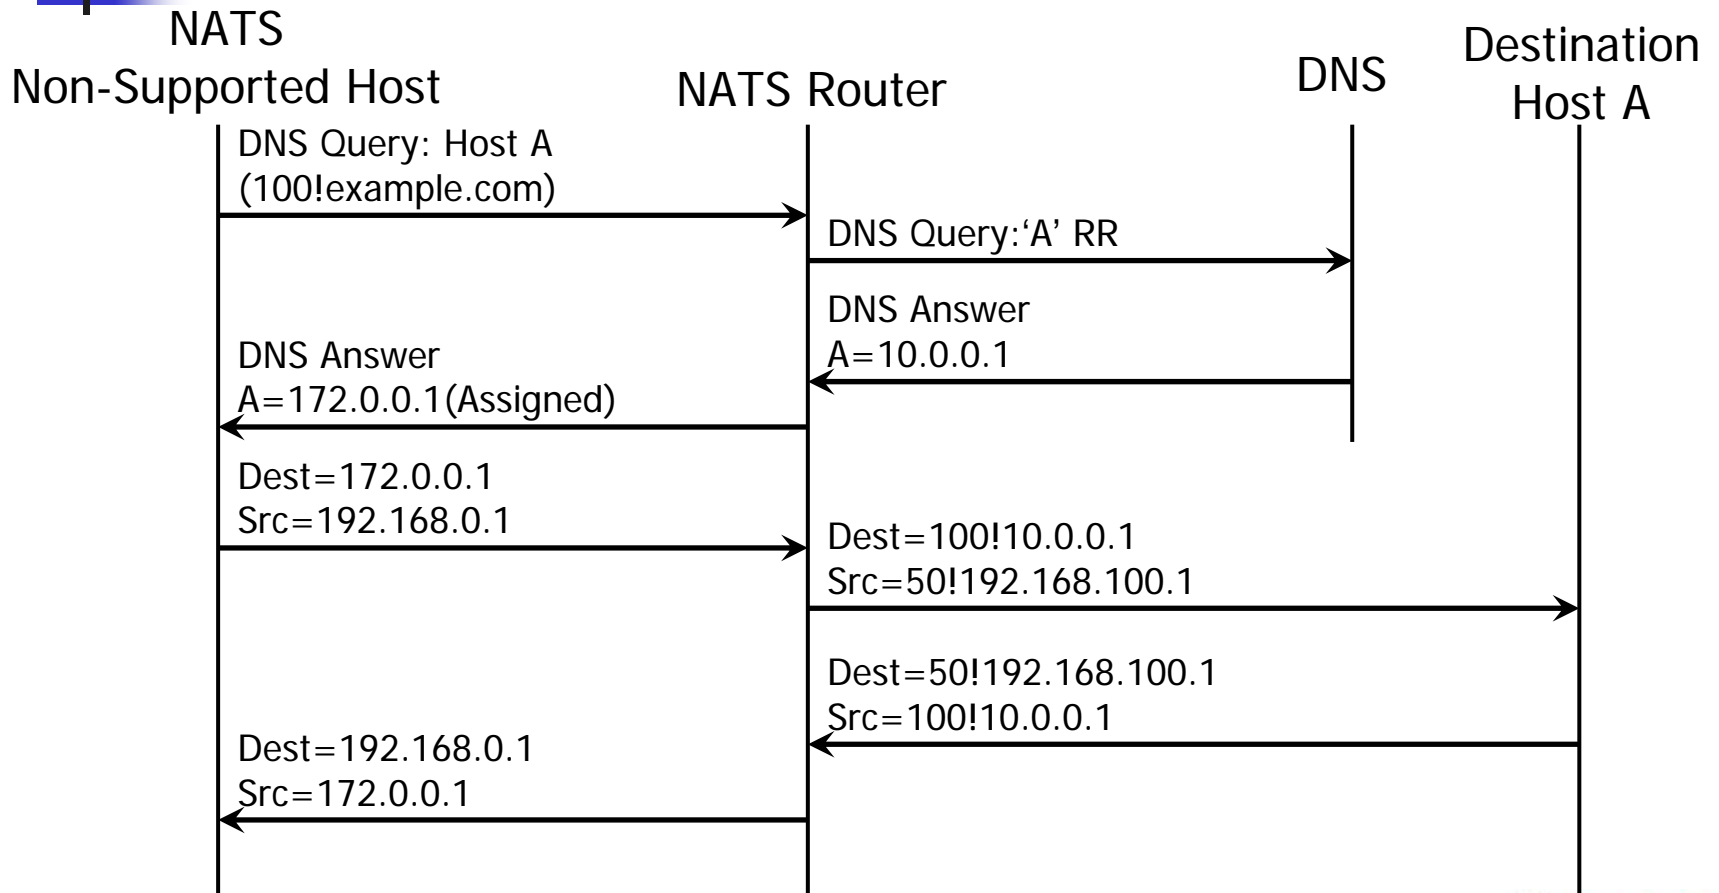 NATS
Non-Supported Host
NATS Router
DNS
Destination
Host A
DNS Query: Host A
(100!example.com)
DNS Query:‘A’ RR
DNS Answer
A=10.0.0.1
DNS Answer
A=172.0.0.1(Assigned)
Dest=172.0.0.1
Src=192.168.0.1
Dest=100!10.0.0.1
Src=50!192.168.100.1
Dest=50!192.168.100.1
Src=100!10.0.0.1
Dest=192.168.0.1
Src=172.0.0.1